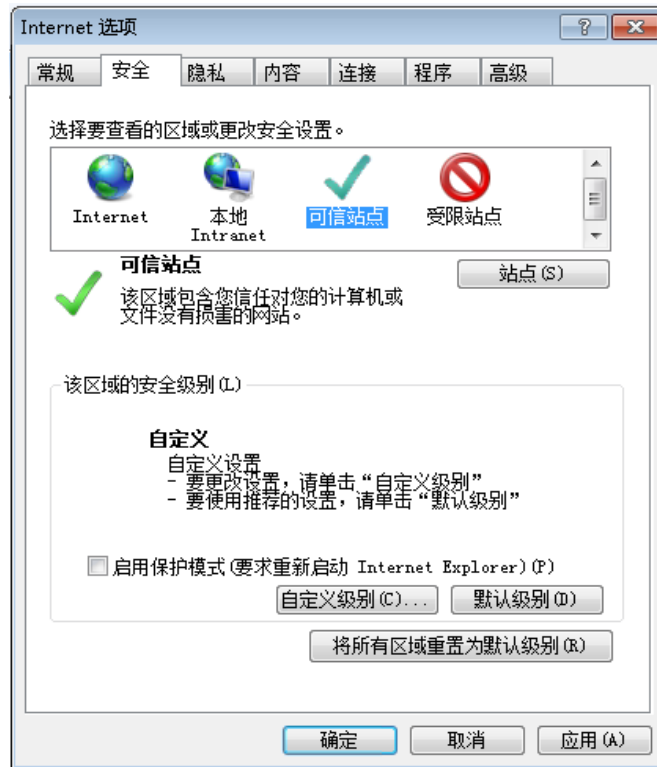 Internet 选项
常规 安全 隐私 内容 连接 程序 高级
选择要查看的区域或更改安全设置。
Internet 本地 Intranet 可信站点 受限站点
可信站点
站点(S)
该区域包含您信任对您的计算机或
文件没有损害的网站。
该区域的安全级别(L)
自定义
自定义设置
- 要更改设置，请单击“自定义级别”
- 要使用推荐的设置，请单击“默认级别”
启用保护模式(要求重新启动 Internet Explorer)(P)
自定义级别(C)... 默认级别(D)
将所有区域重置为默认级别(R)
确定 取消 应用(A)